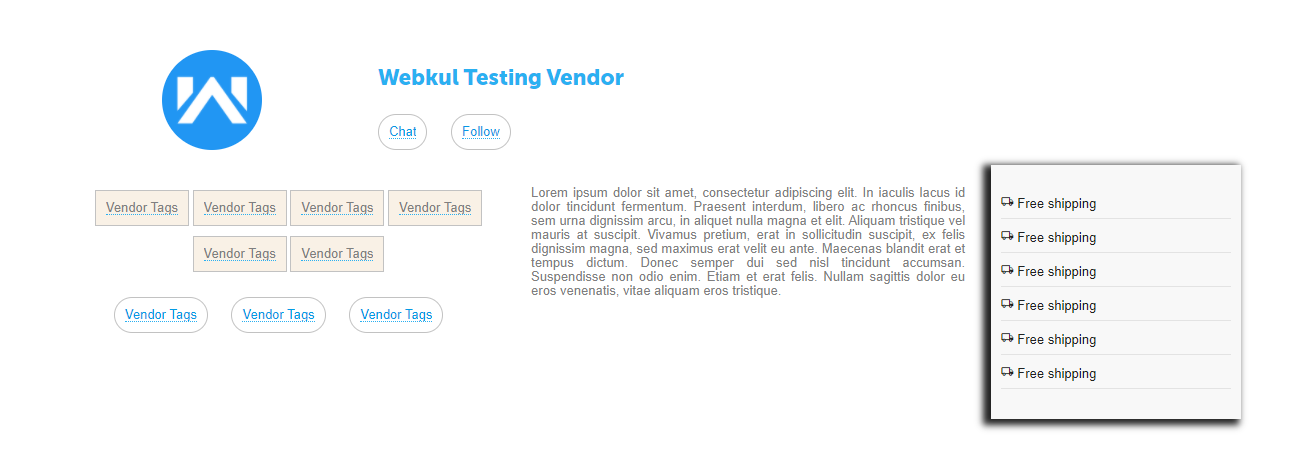 Webkul Testing Vendor
Chat Follow
Vendor Tags Vendor Tags Vendor Tags Vendor Tags
Vendor Tags Vendor Tags
Vendor Tags Vendor Tags Vendor Tags
Lorem ipsum dolor sit amet, consectetur adipiscing elit. In iaculis lacus id
dolor tincidunt fermentum. Praesent interdum, libero ac rhoncus finibus,
sem urna dignissim arcu, in aliquet nulla magna et elit. Aliquam tristique vel
mauris at suscipit. Vivamus pretium, erat in sollicitudin suscipit, ex felis
dignissim magna, sed maximus erat velit eu ante. Maecenas blandit erat et
tempus dictum. Donec semper dui sed nisl tincidunt accumsan.
Suspendisse non odio enim. Etiam et erat felis. Nullam sagittis dolor eu
eros venenatis, vitae aliquam eros tristique.
Free shipping
Free shipping
Free shipping
Free shipping
Free shipping
Free shipping